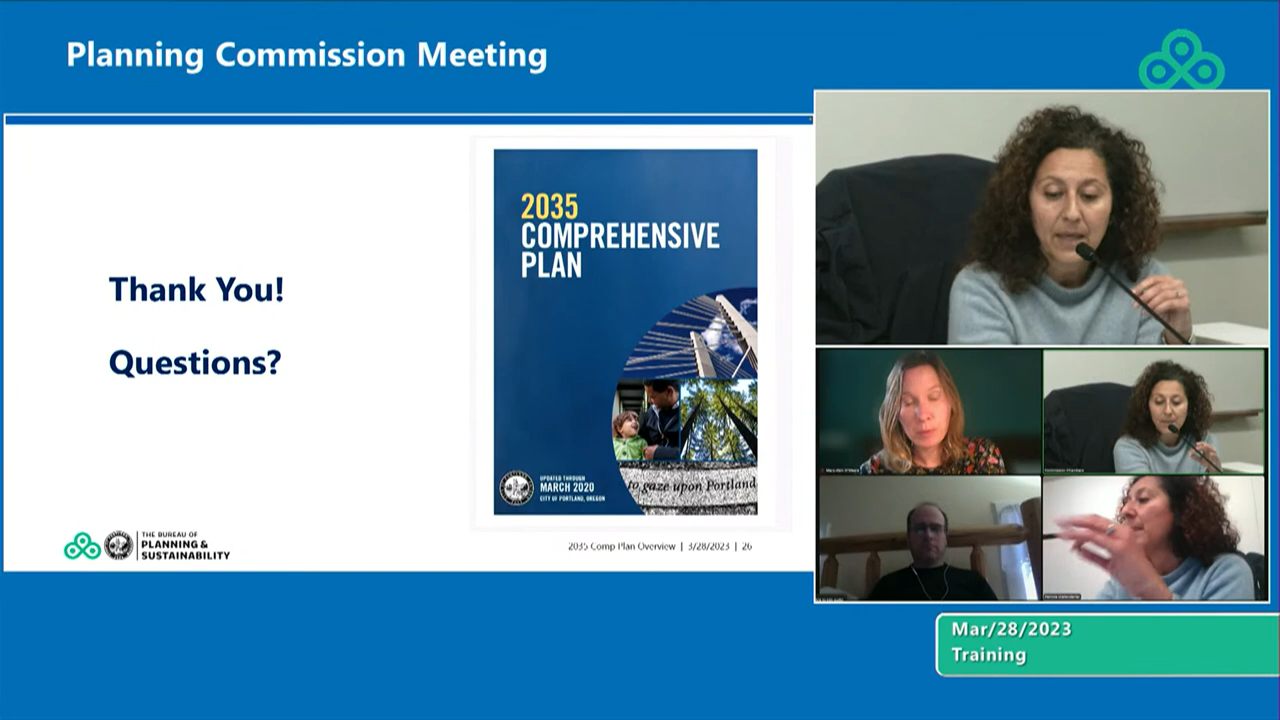 Planning Commission Meeting
2035
COMPREHENSIVE
PLAN
Thank You!
Questions?
UPDATED THROUGH
MARCH 2020
CITY OF PORTLAND, OREGON
to gaze upon Portland
THE BUREAU OF
PLANNING &
SUSTAINABILITY
2035 Comp Plan Overview | 3/28/2023 | 26
Mar/28/2023
Training